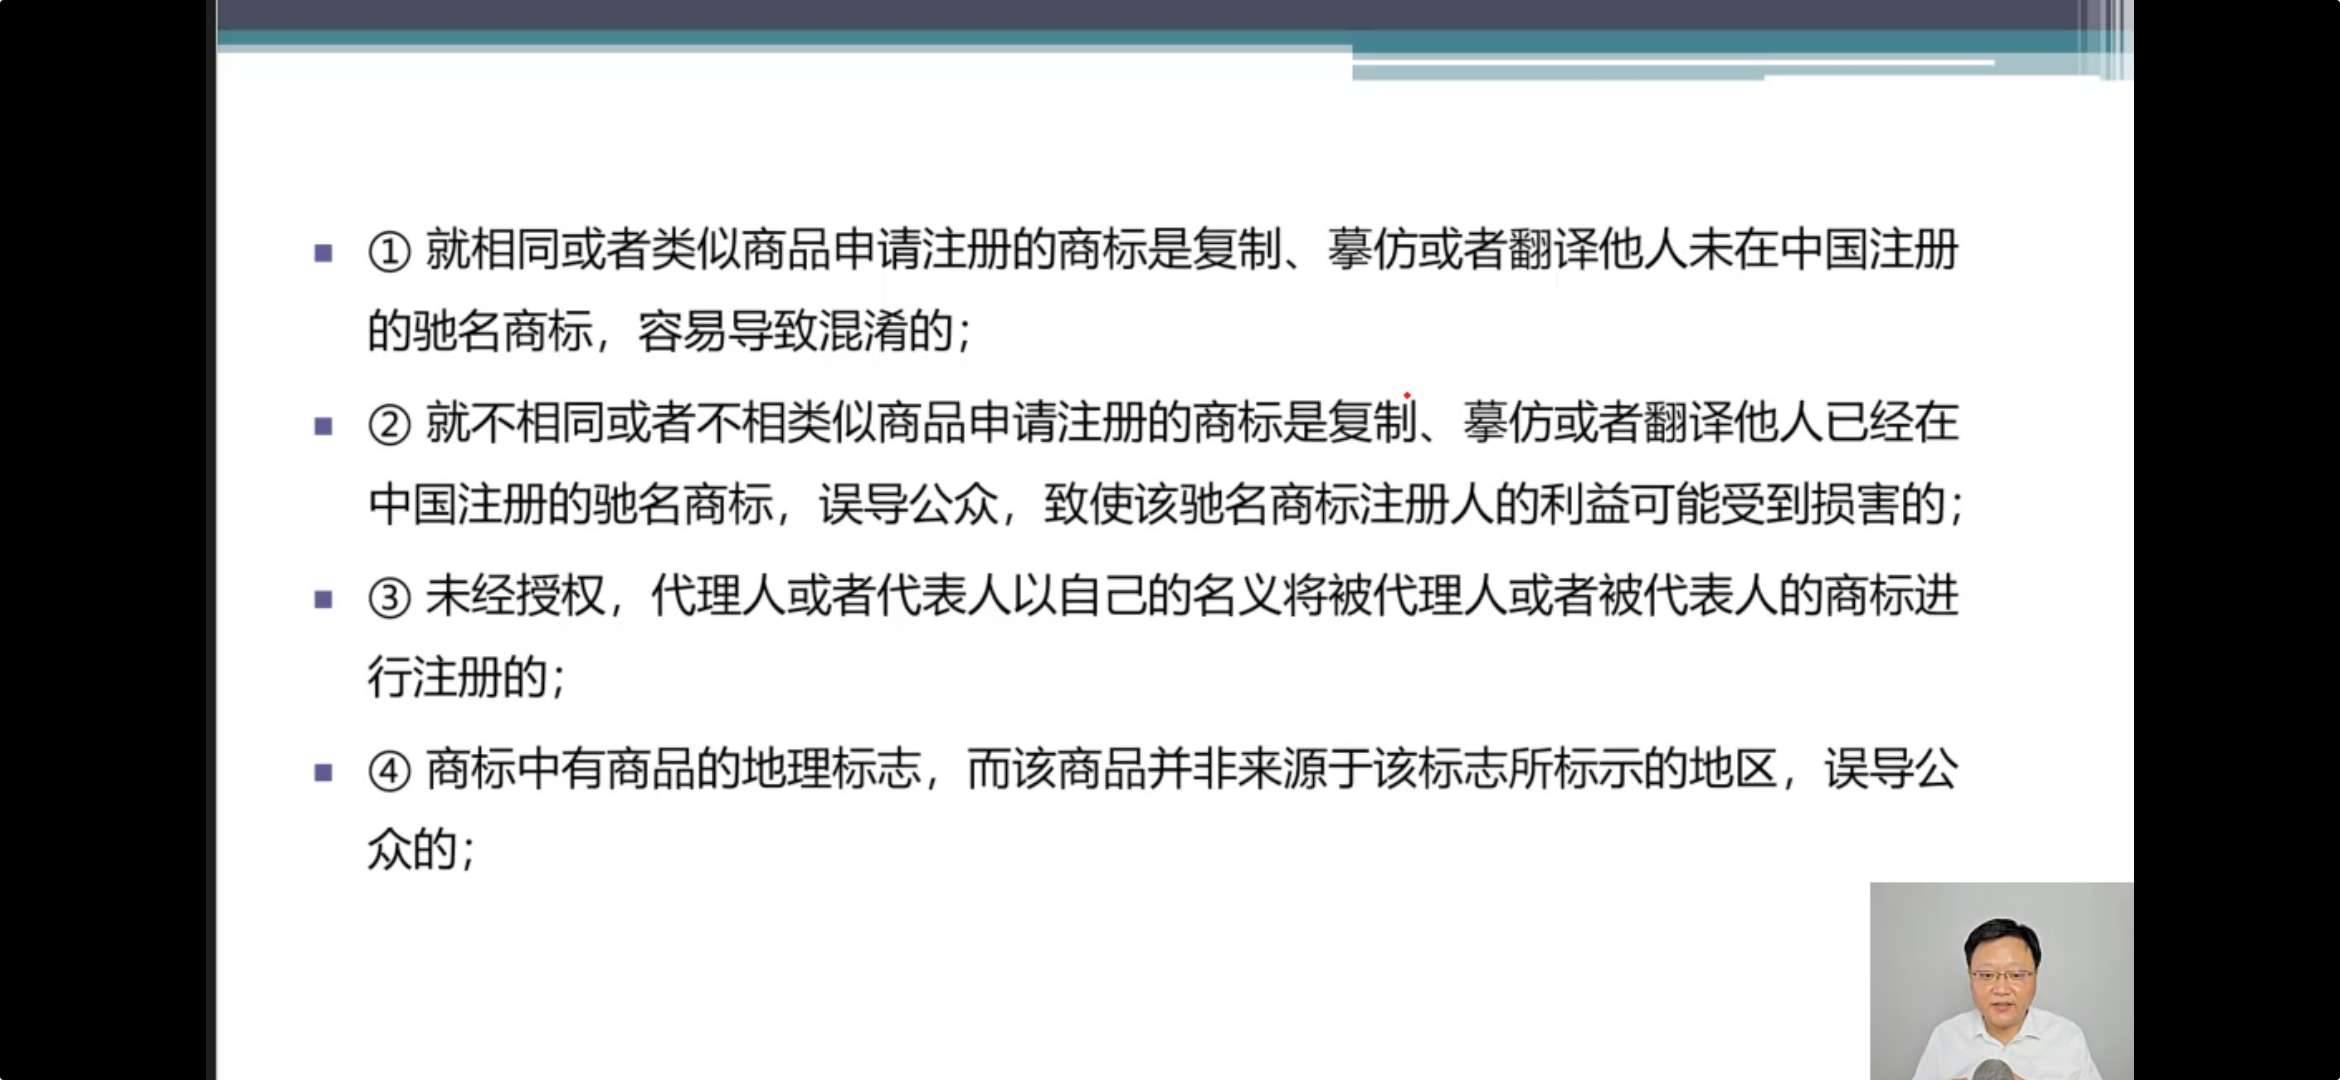 ① 就相同或者类似商品申请注册的商标是复制、摹仿或者翻译他人未在中国注册
的驰名商标，容易导致混淆的；
② 就不相同或者不相类似商品申请注册的商标是复制、摹仿或者翻译他人已经在
中国注册的驰名商标，误导公众，致使该驰名商标注册人的利益可能受到损害的；
③ 未经授权，代理人或者代表人以自己的名义将被代理人或者被代表人的商标进
行注册的；
④ 商标中有商品的地理标志，而该商品并非来源于该标志所标示的地区，误导公
众的；